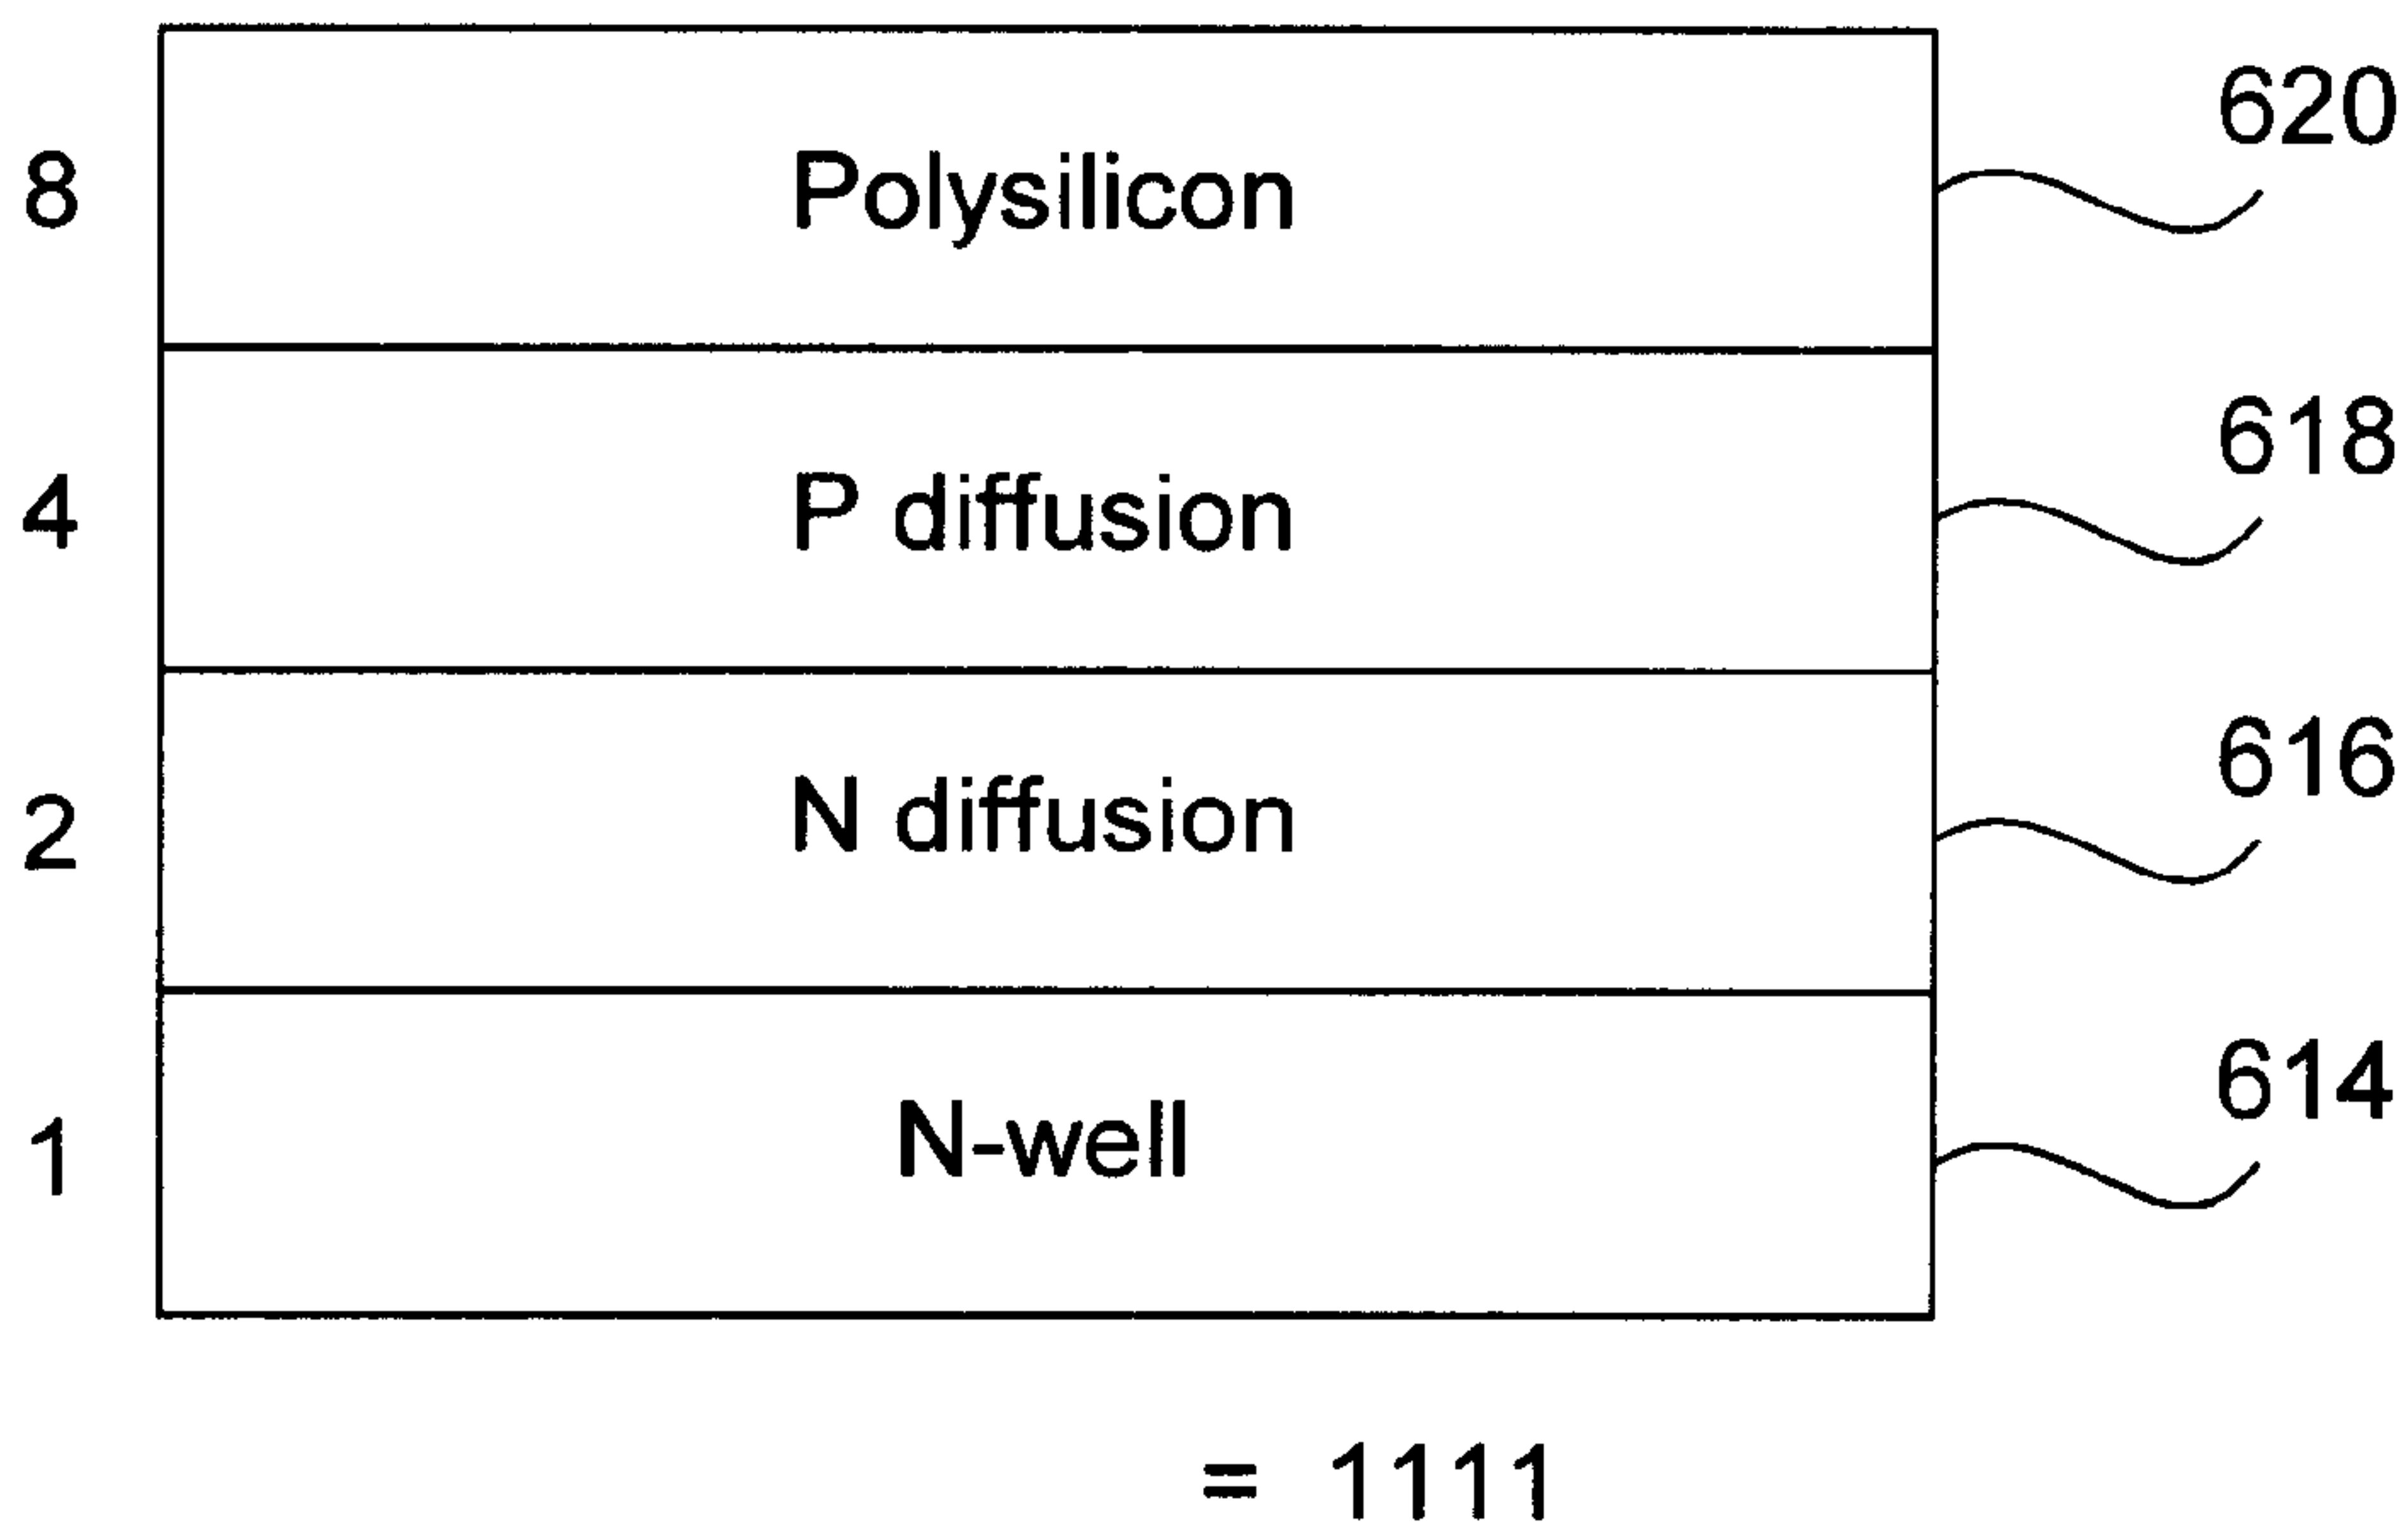 620
8 Polysilicon
618
4 P diffusion
616
2 N diffusion
614
1 N-well
= 1111